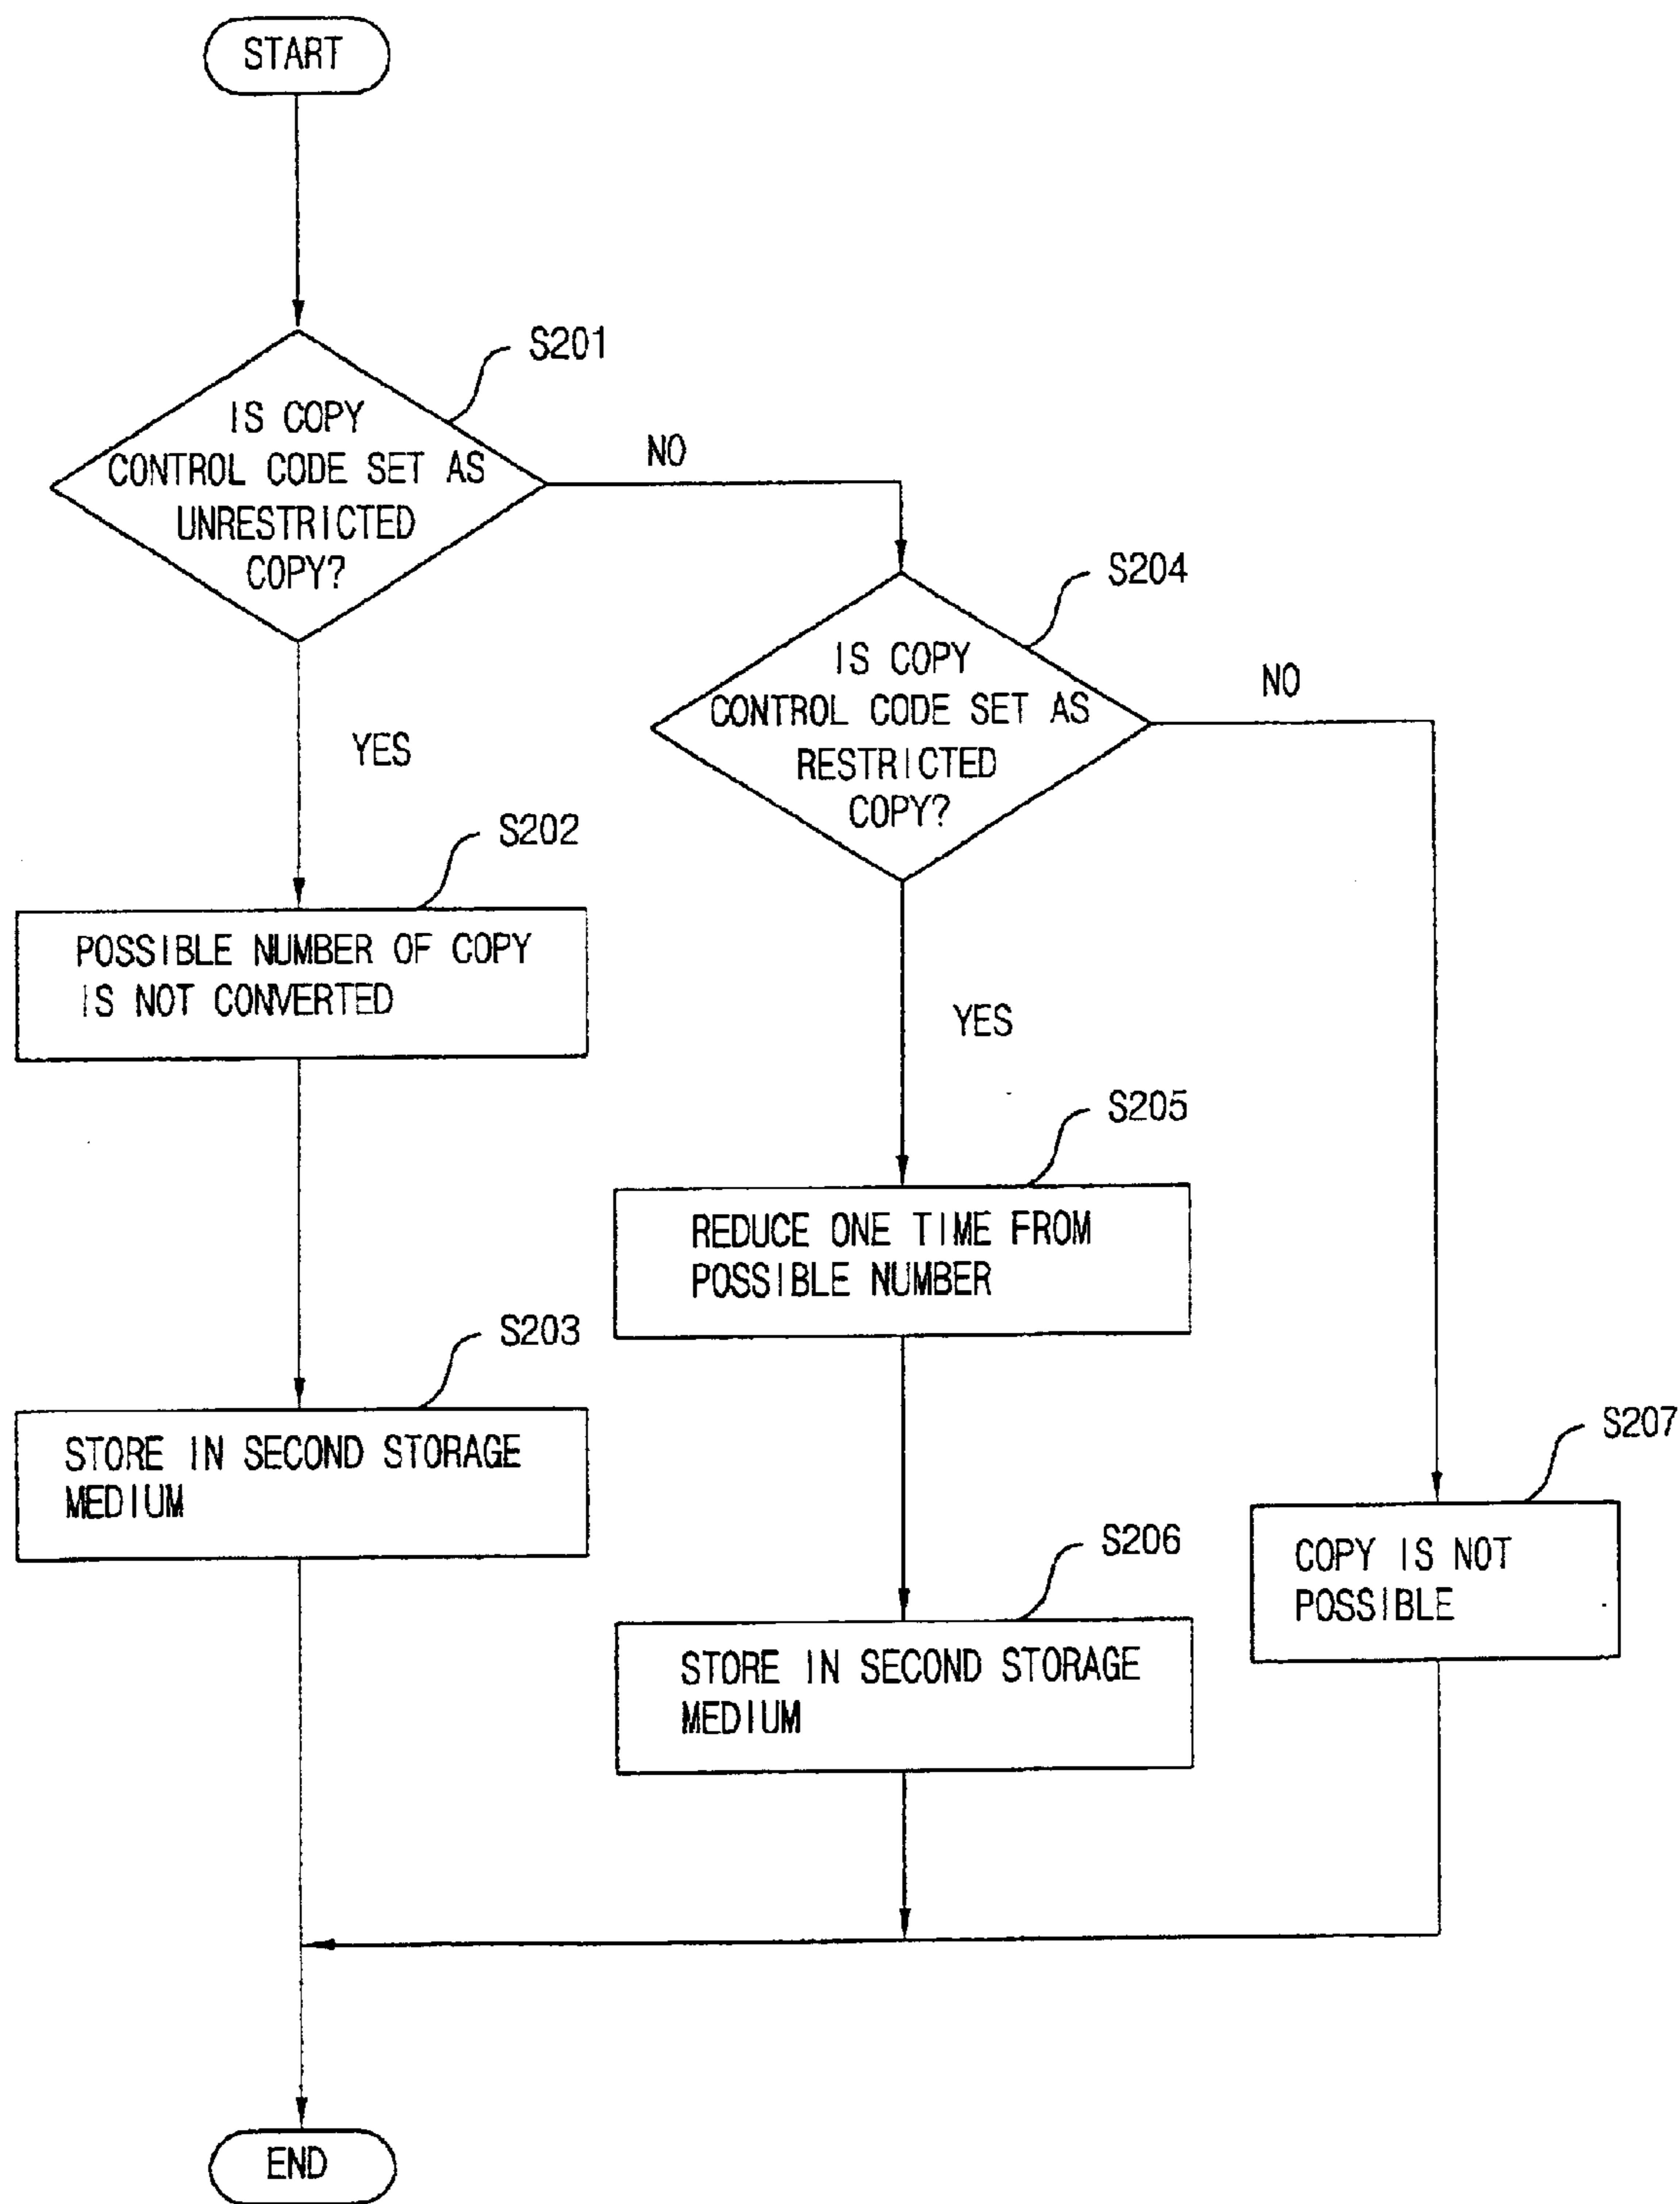 START
S201
IS COPY
CONTROL CODE SET AS
UNRESTRICTED
COPY?
NO
S204
IS COPY
CONTROL CODE SET AS
RESTRICTED
COPY?
NO
YES
S202
POSSIBLE NUMBER OF COPY
IS NOT CONVERTED
YES
S205
REDUCE ONE TIME FROM
POSSIBLE NUMBER
S203
STORE IN SECOND STORAGE
MEDIUM
S207
COPY IS NOT
POSSIBLE
S206
STORE IN SECOND STORAGE
MEDIUM
END